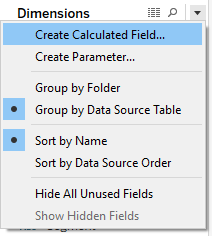 Dimensions
Create Calculated Field...
Create Parameter...
Group by Folder
Group by Data Source Table
Sort by Name
Sort by Data Source Order
Hide All Unused Fields
Show Hidden Fields